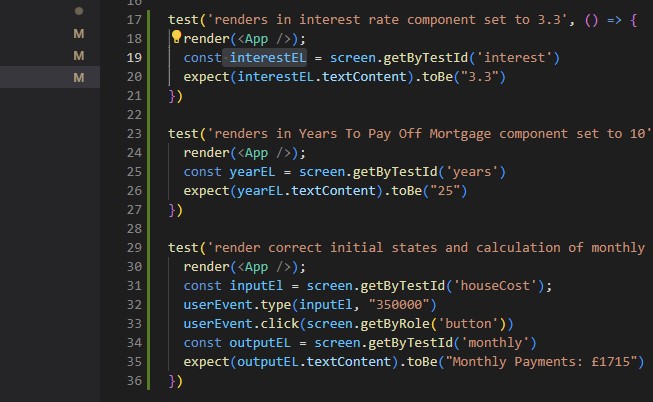 16
M
M
M
17 test('renders in interest rate component set to 3.3', () => {
18 render(<App />);
19 const interestEL = screen.getByTestId('interest')
20 expect(interestEL.textContent).toBe("3.3")
21 })
22
23 test('renders in Years To Pay Off Mortgage component set to 10'
24 render(<App />);
25 const yearEL = screen.getByTestId('years')
26 expect(yearEL.textContent).toBe("25")
27 })
28
29 test('render correct initial states and calculation of monthly
30 render(<App />);
31 const inputEl = screen.getByTestId('houseCost');
32 userEvent.type(inputEl, "350000")
33 userEvent.click(screen.getByRole('button'))
34 const outputEL = screen.getByTestId('monthly')
35 expect(outputEL.textContent).toBe("Monthly Payments: £1715")
36 })